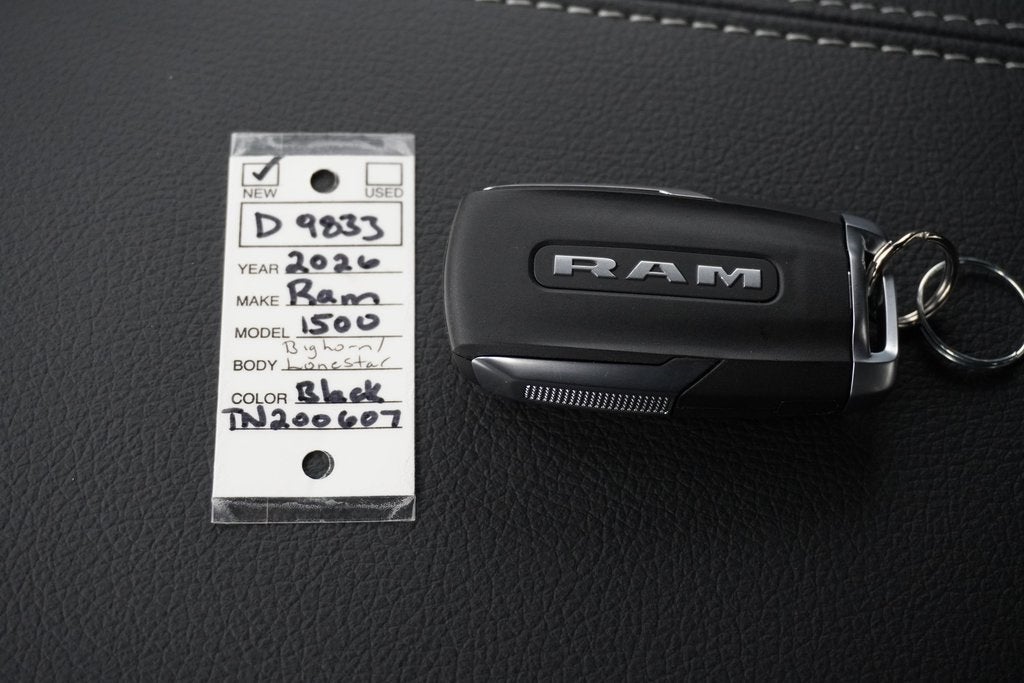 NEW USED
D 9833
YEAR 2026
MAKE Ram
MODEL 1500
Bighorn/
BODY Lonestar
COLOR Black
TN200607
RAM